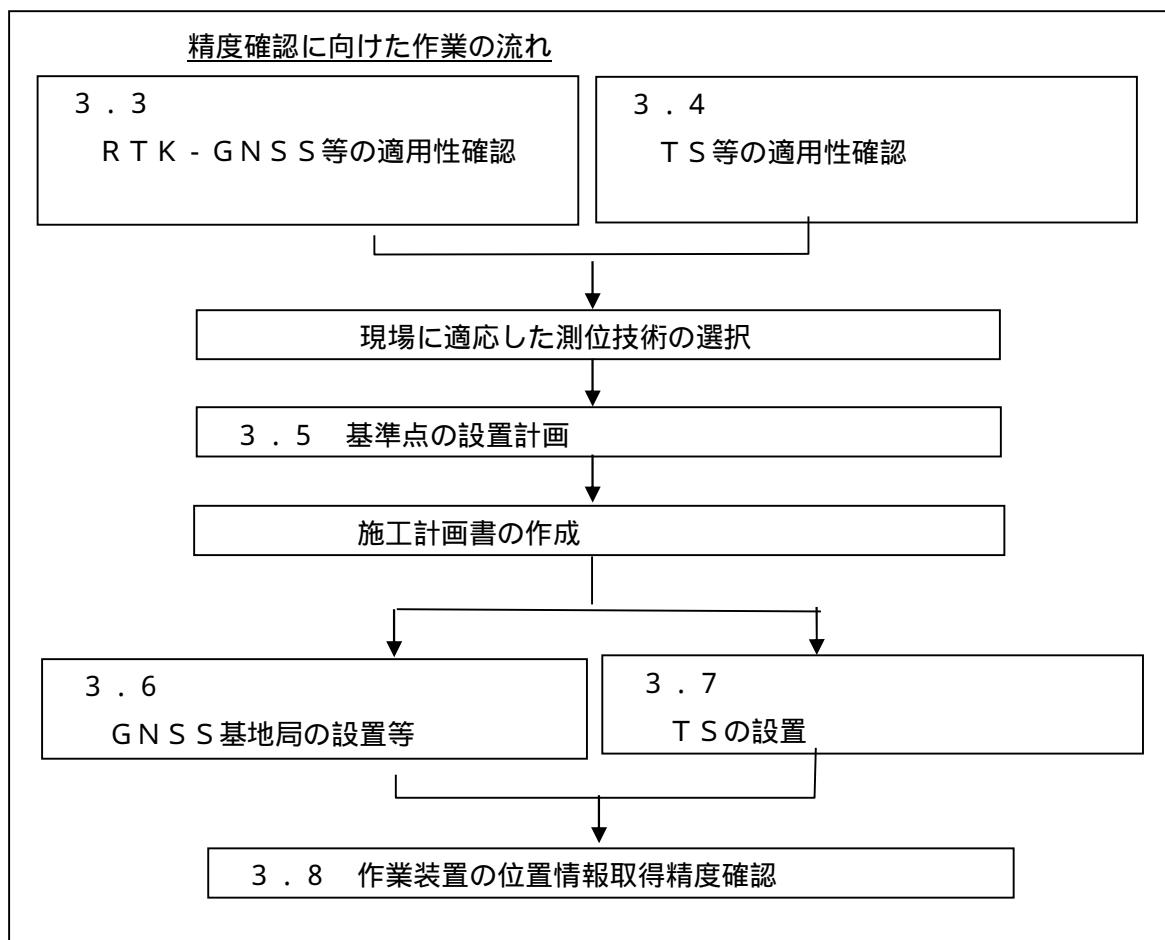 精度確認に向けた作業の流れ
３．３
ＲＴＫ‐ＧＮＳＳ等の適用性確認
３．４
ＴＳ等の適用性確認
現場に適応した測位技術の選択
３．５　基準点の設置計画
施工計画書の作成
３．６
ＧＮＳＳ基地局の設置等
３．７
ＴＳの設置
３．８　作業装置の位置情報取得精度確認